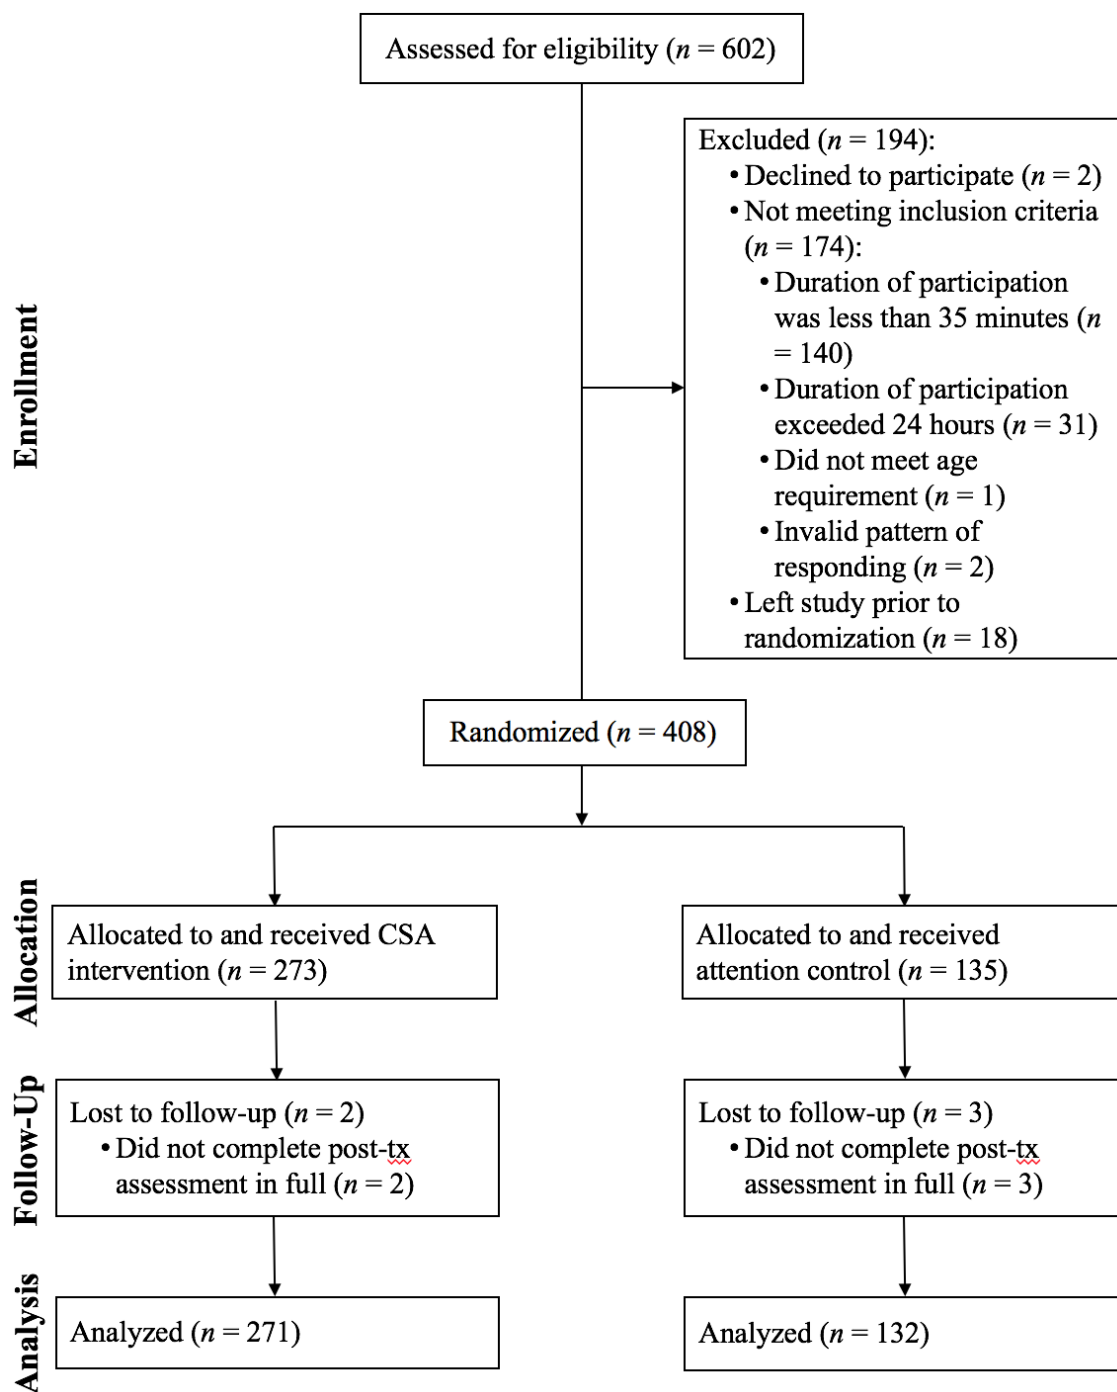 Assessed for eligibility (n = 602)
Excluded (n = 194):
• Declined to participate (n = 2)
• Not meeting inclusion criteria
(n = 174):
• Duration of participation
was less than 35 minutes (n
= 140)
• Duration of participation
exceeded 24 hours (n = 31)
• Did not meet age
requirement (n = 1)
• Invalid pattern of
responding (n = 2)
• Left study prior to
randomization (n = 18)
Enrollment
Randomized (n = 408)
Allocation
Allocated to and received CSA
intervention (n = 273)
Allocated to and received
attention control (n = 135)
Follow-Up
Lost to follow-up (n = 2)
• Did not complete post-tx
assessment in full (n = 2)
Lost to follow-up (n = 3)
• Did not complete post-tx
assessment in full (n = 3)
Analysis
Analyzed (n = 271)
Analyzed (n = 132)